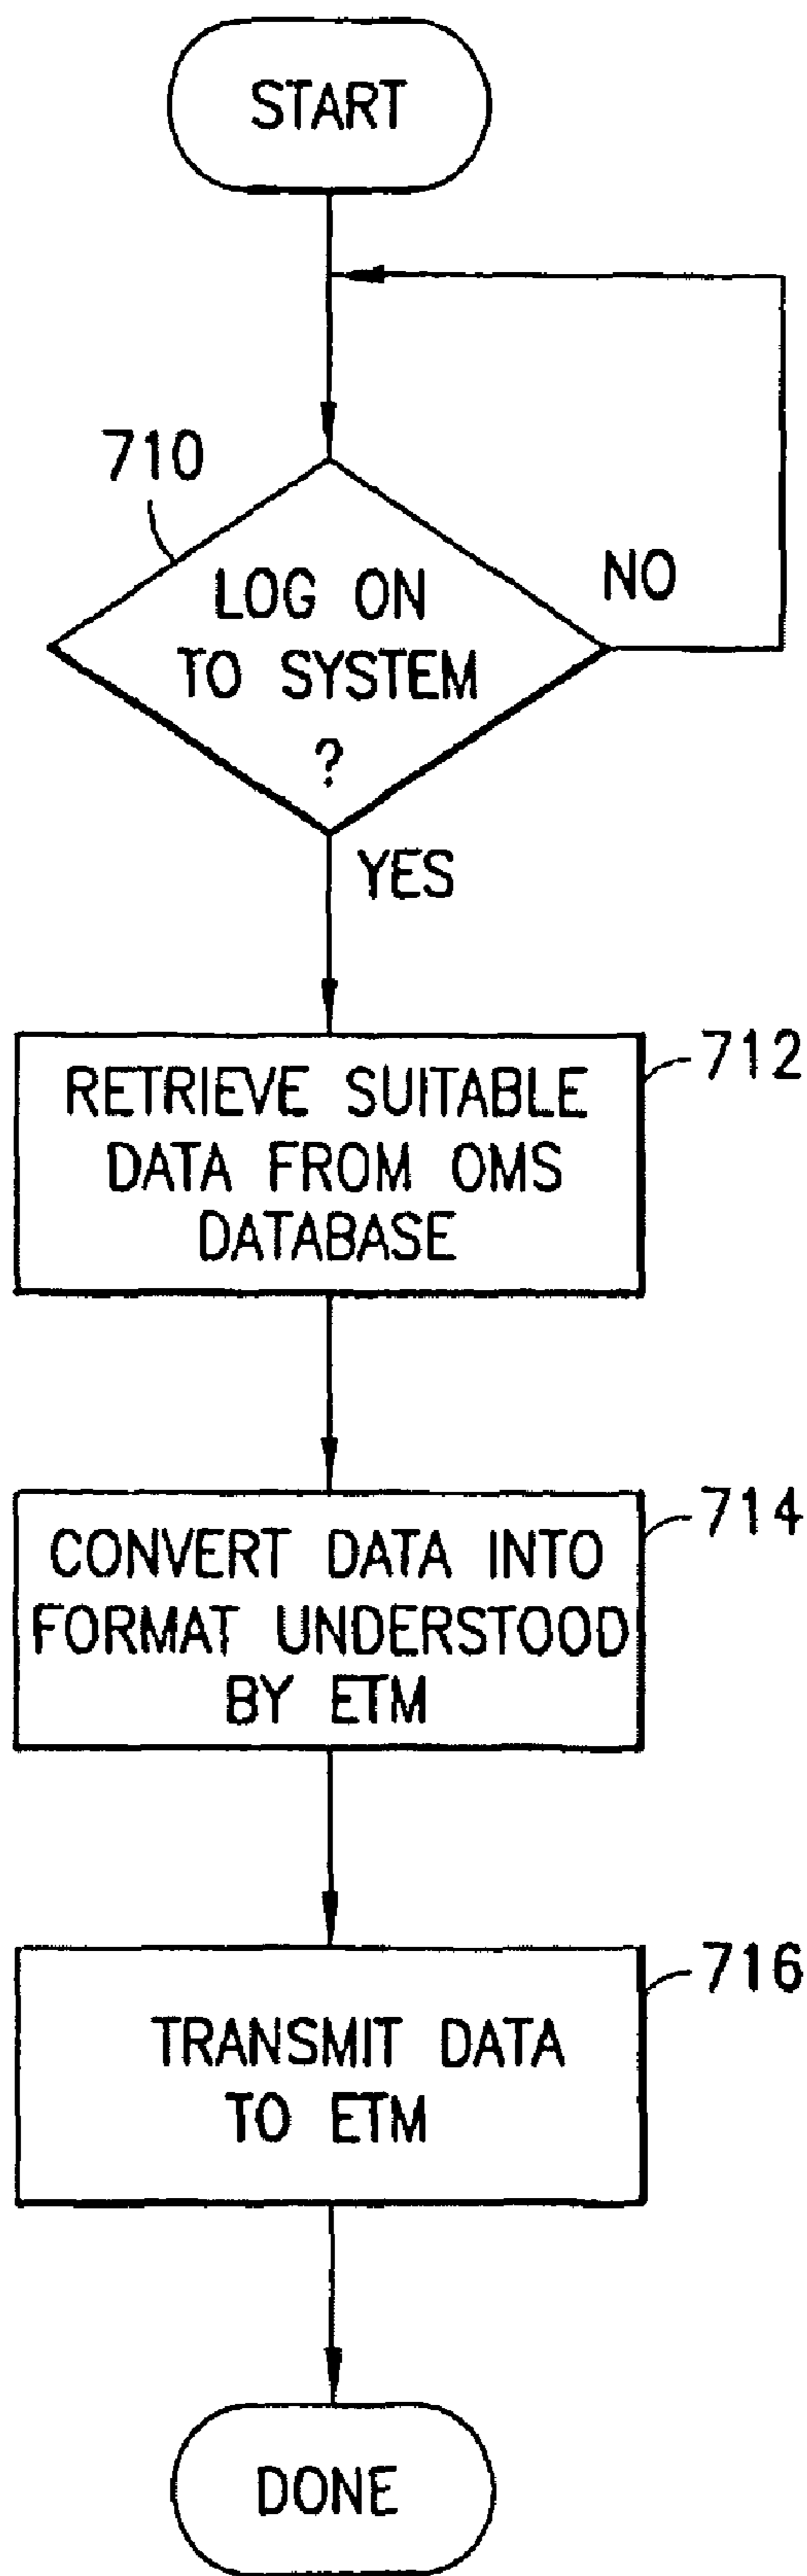 START
710
LOG ON
TO SYSTEM
?
NO
YES
712
RETRIEVE SUITABLE
DATA FROM OMS
DATABASE
714
CONVERT DATA INTO
FORMAT UNDERSTOOD
BY ETM
716
TRANSMIT DATA
TO ETM
DONE